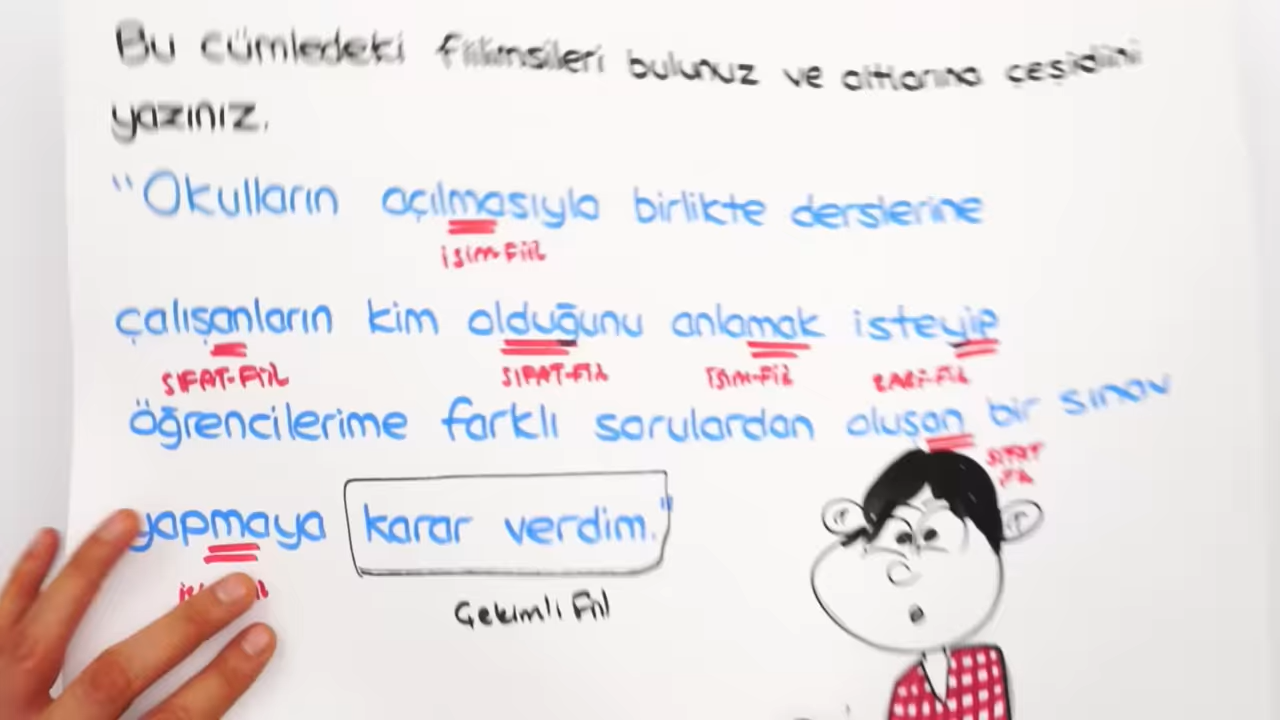 Bu cümledeki fiilimsileri bulunuz ve altlarına çeşidini
yazınız.
"Okulların açılmasıyla birlikte derslerine
isim-fiil
çalışanların kim olduğunu anlamak isteyip
SIFAT-FİİL SIFAT-FİİL İSİM-FİİL ZARF-FİİL
öğrencilerime farklı sorulardan oluşan bir sınav
SIFAT
FİİL
yapmaya karar verdim."
Çekimli Fiil